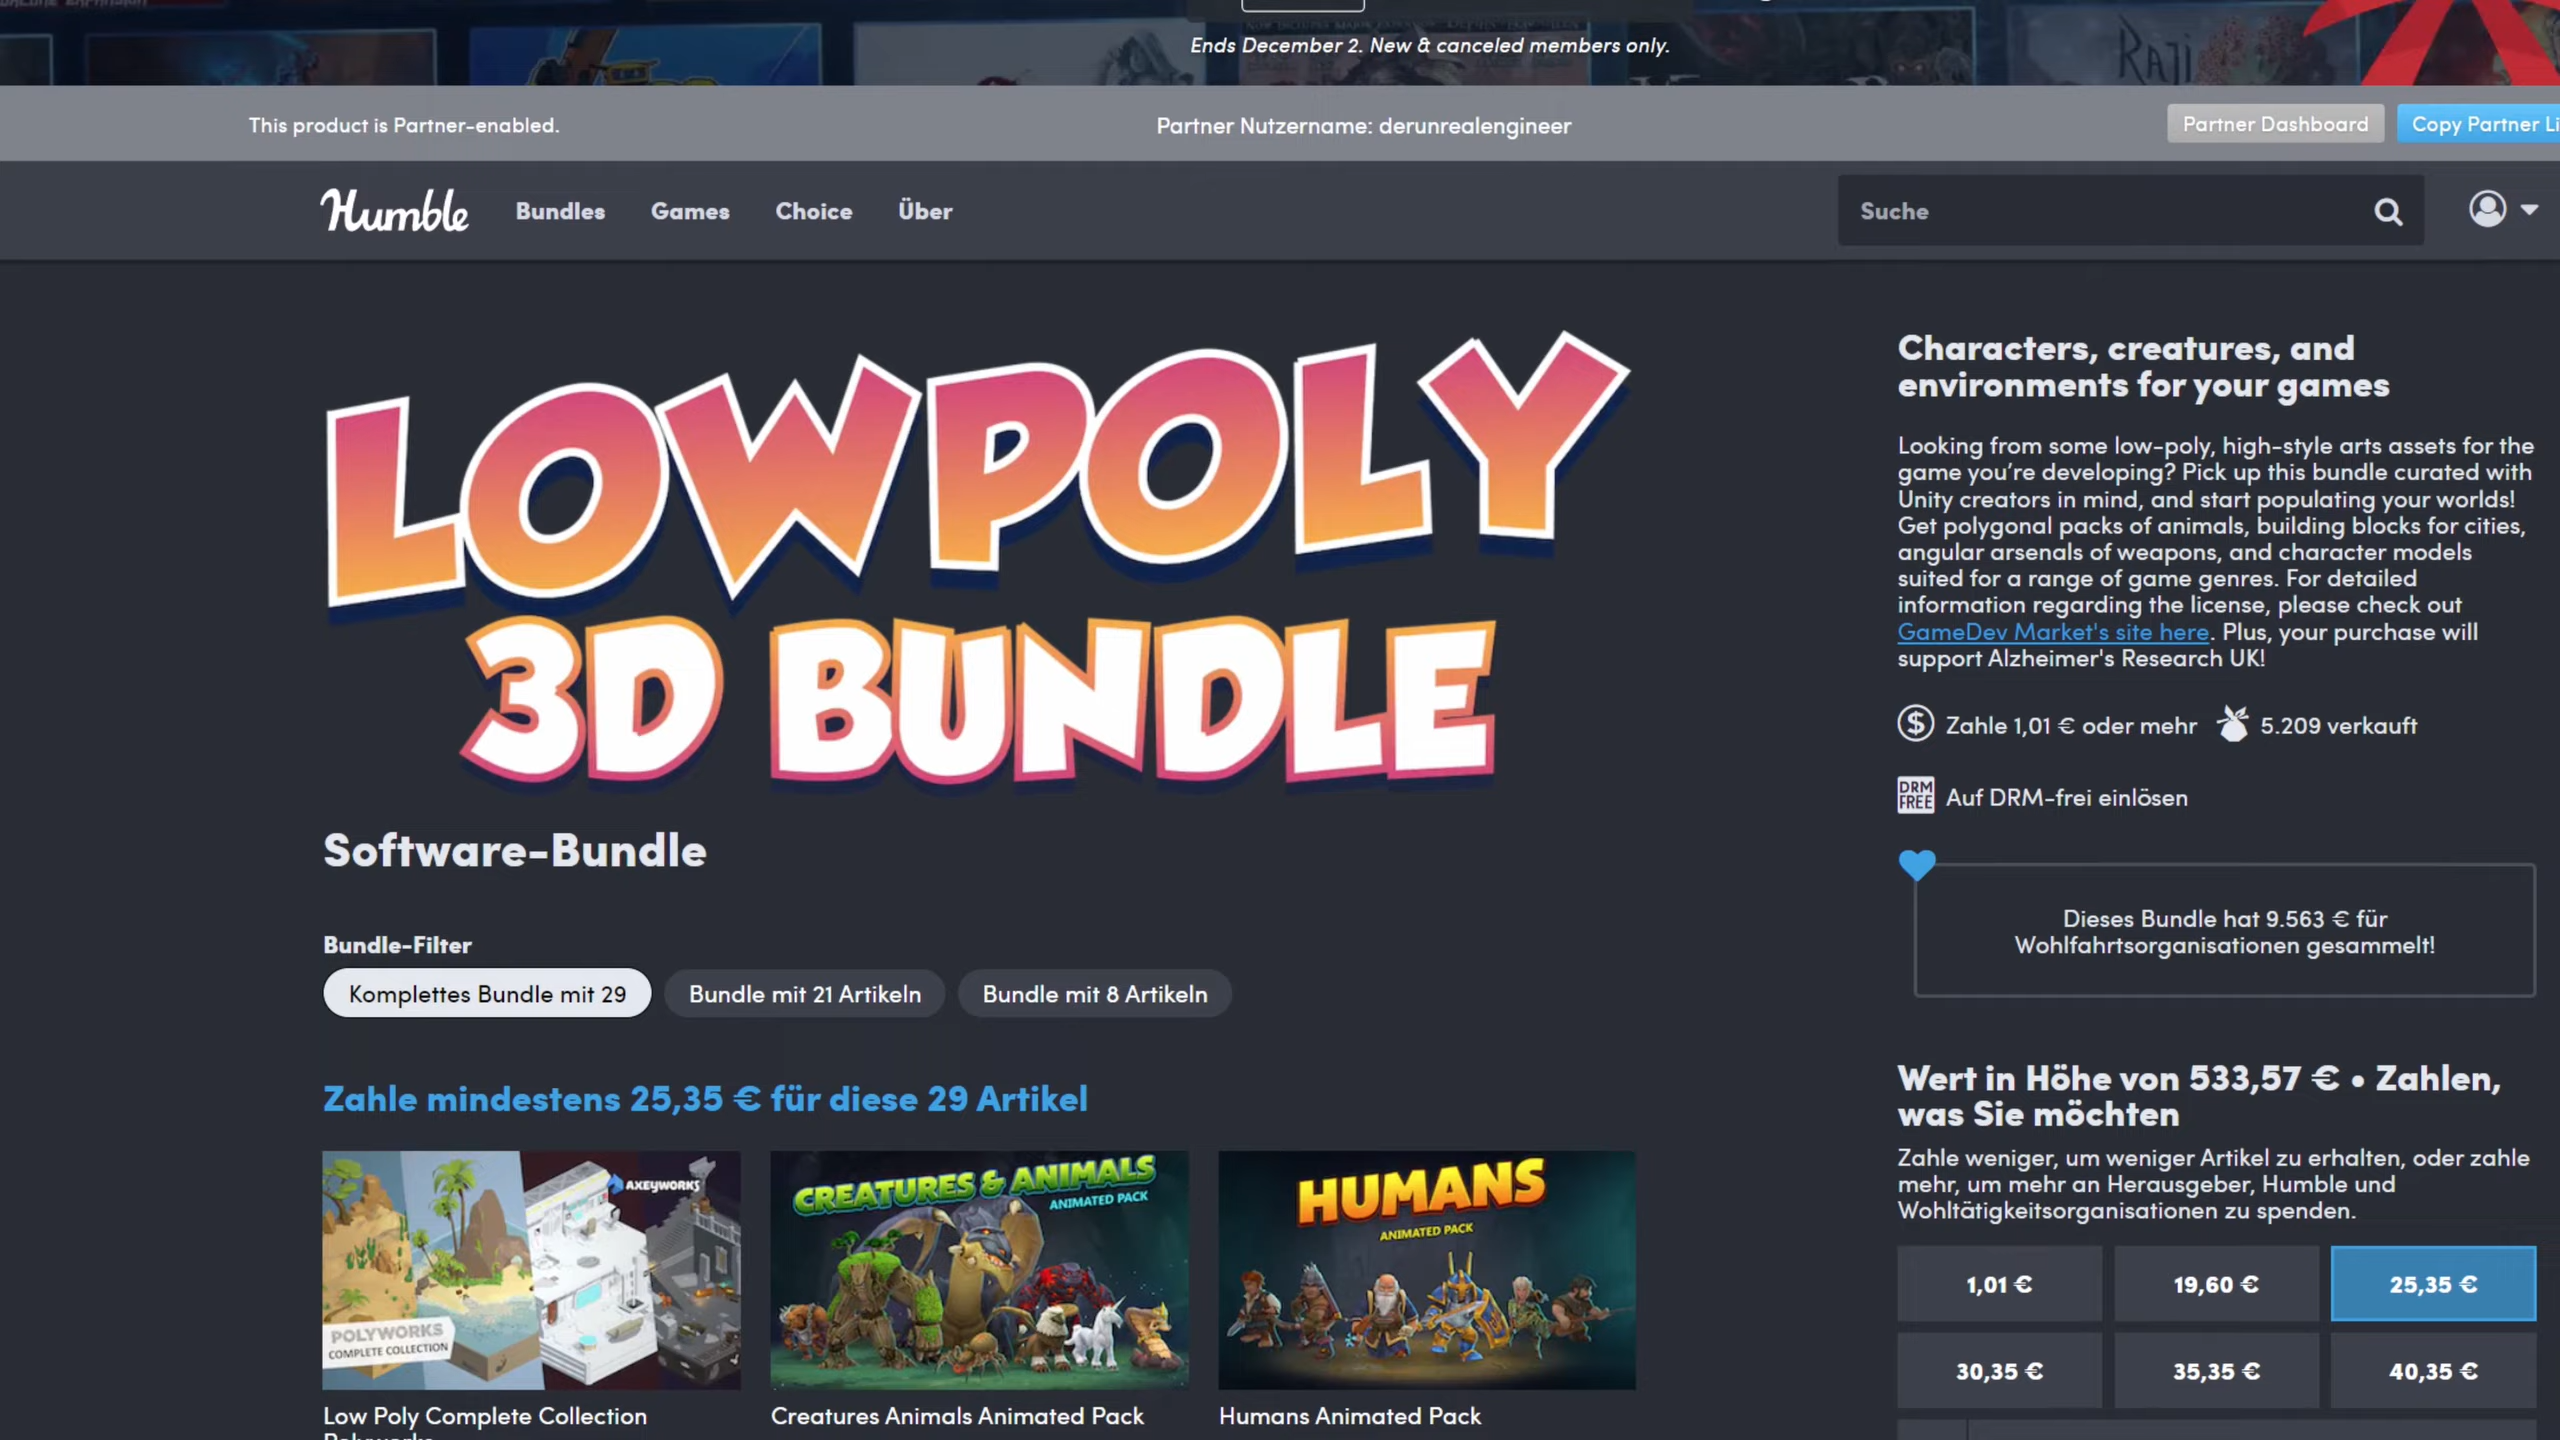 Ends December 2. New & canceled members only.
RAJI
This product is Partner-enabled.
Partner Nutzername: derunrealengineer
Partner Dashboard
Copy Partner Li
Humble
Bundles
Games
Choice
Über
Suche
LOWPOLY
3D BUNDLE
Software-Bundle
Bundle-Filter
Komplettes Bundle mit 29
Bundle mit 21 Artikeln
Bundle mit 8 Artikeln
Zahle mindestens 25,35 € für diese 29 Artikel
AXEYWORKS
POLYWORKS
COMPLETE COLLECTION
Low Poly Complete Collection
Polyworks
CREATURES & ANIMALS
ANIMATED PACK
Creatures Animals Animated Pack
HUMANS
ANIMATED PACK
Humans Animated Pack
Characters, creatures, and
environments for your games
Looking from some low-poly, high-style arts assets for the
game you’re developing? Pick up this bundle curated with
Unity creators in mind, and start populating your worlds!
Get polygonal packs of animals, building blocks for cities,
angular arsenals of weapons, and character models
suited for a range of game genres. For detailed
information regarding the license, please check out
GameDev Market's site here. Plus, your purchase will
support Alzheimer's Research UK!
Zahle 1,01 € oder mehr
5.209 verkauft
DRM
FREE
Auf DRM-frei einlösen
Dieses Bundle hat 9.563 € für
Wohlfahrtsorganisationen gesammelt!
Wert in Höhe von 533,57 € • Zahlen,
was Sie möchten
Zahle weniger, um weniger Artikel zu erhalten, oder zahle
mehr, um mehr an Herausgeber, Humble und
Wohltätigkeitsorganisationen zu spenden.
1,01 €
19,60 €
25,35 €
30,35 €
35,35 €
40,35 €